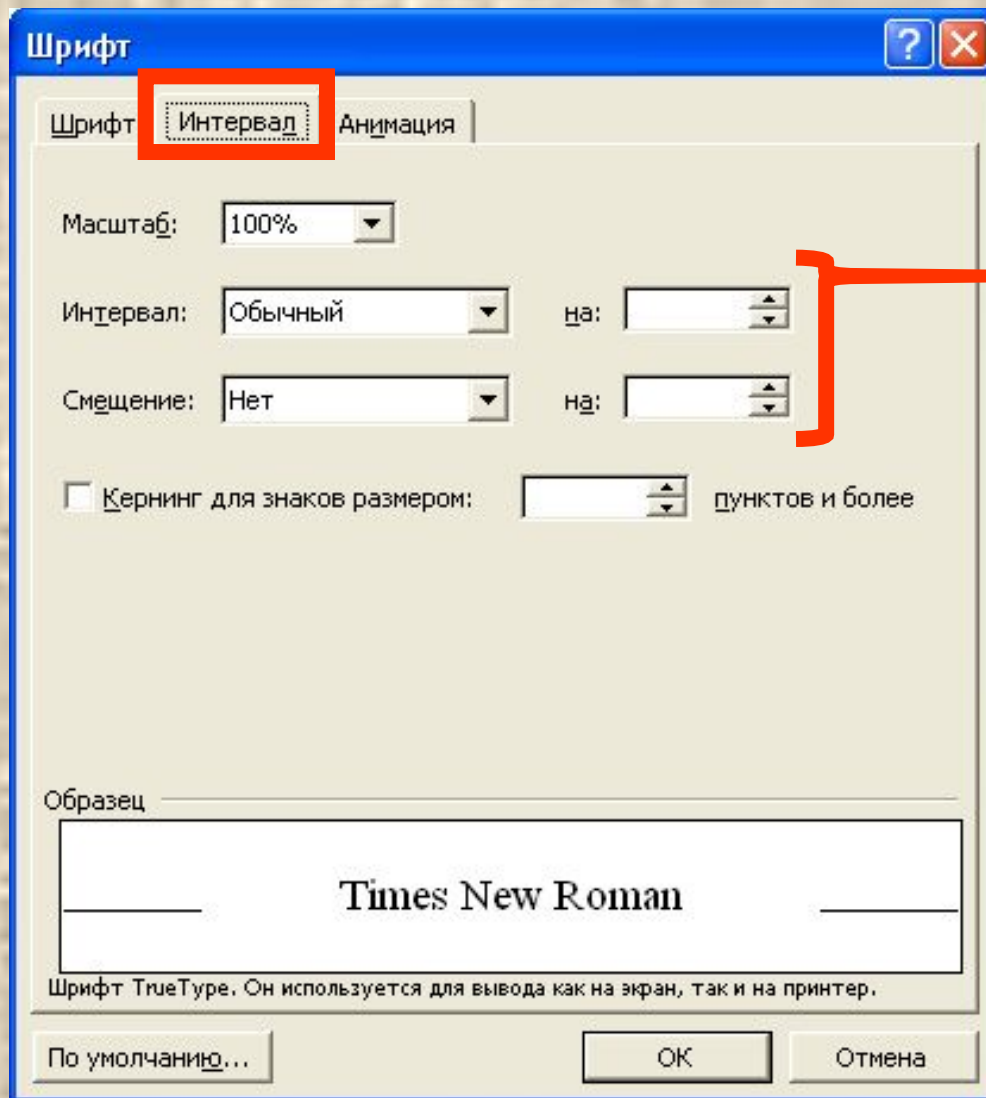 Шрифт
Шрифт Интервал Анимация
Масштаб: 100%
Интервал: Обычный на:
Смещение: Нет на:
Кернинг для знаков размером: пунктов и более
Образец
Times New Roman
Шрифт TrueType. Он используется для вывода как на экран, так и на принтер.
По умолчанию... ОК Отмена